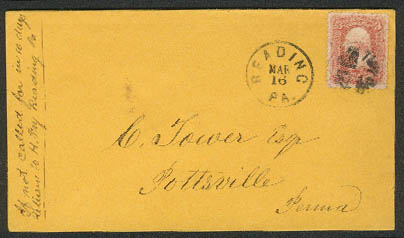 If not called for in 10 days
return to H. Fry Reading Pa
READING
MAR
16
PA.
C. Tower Esq
Pottsville
Penna